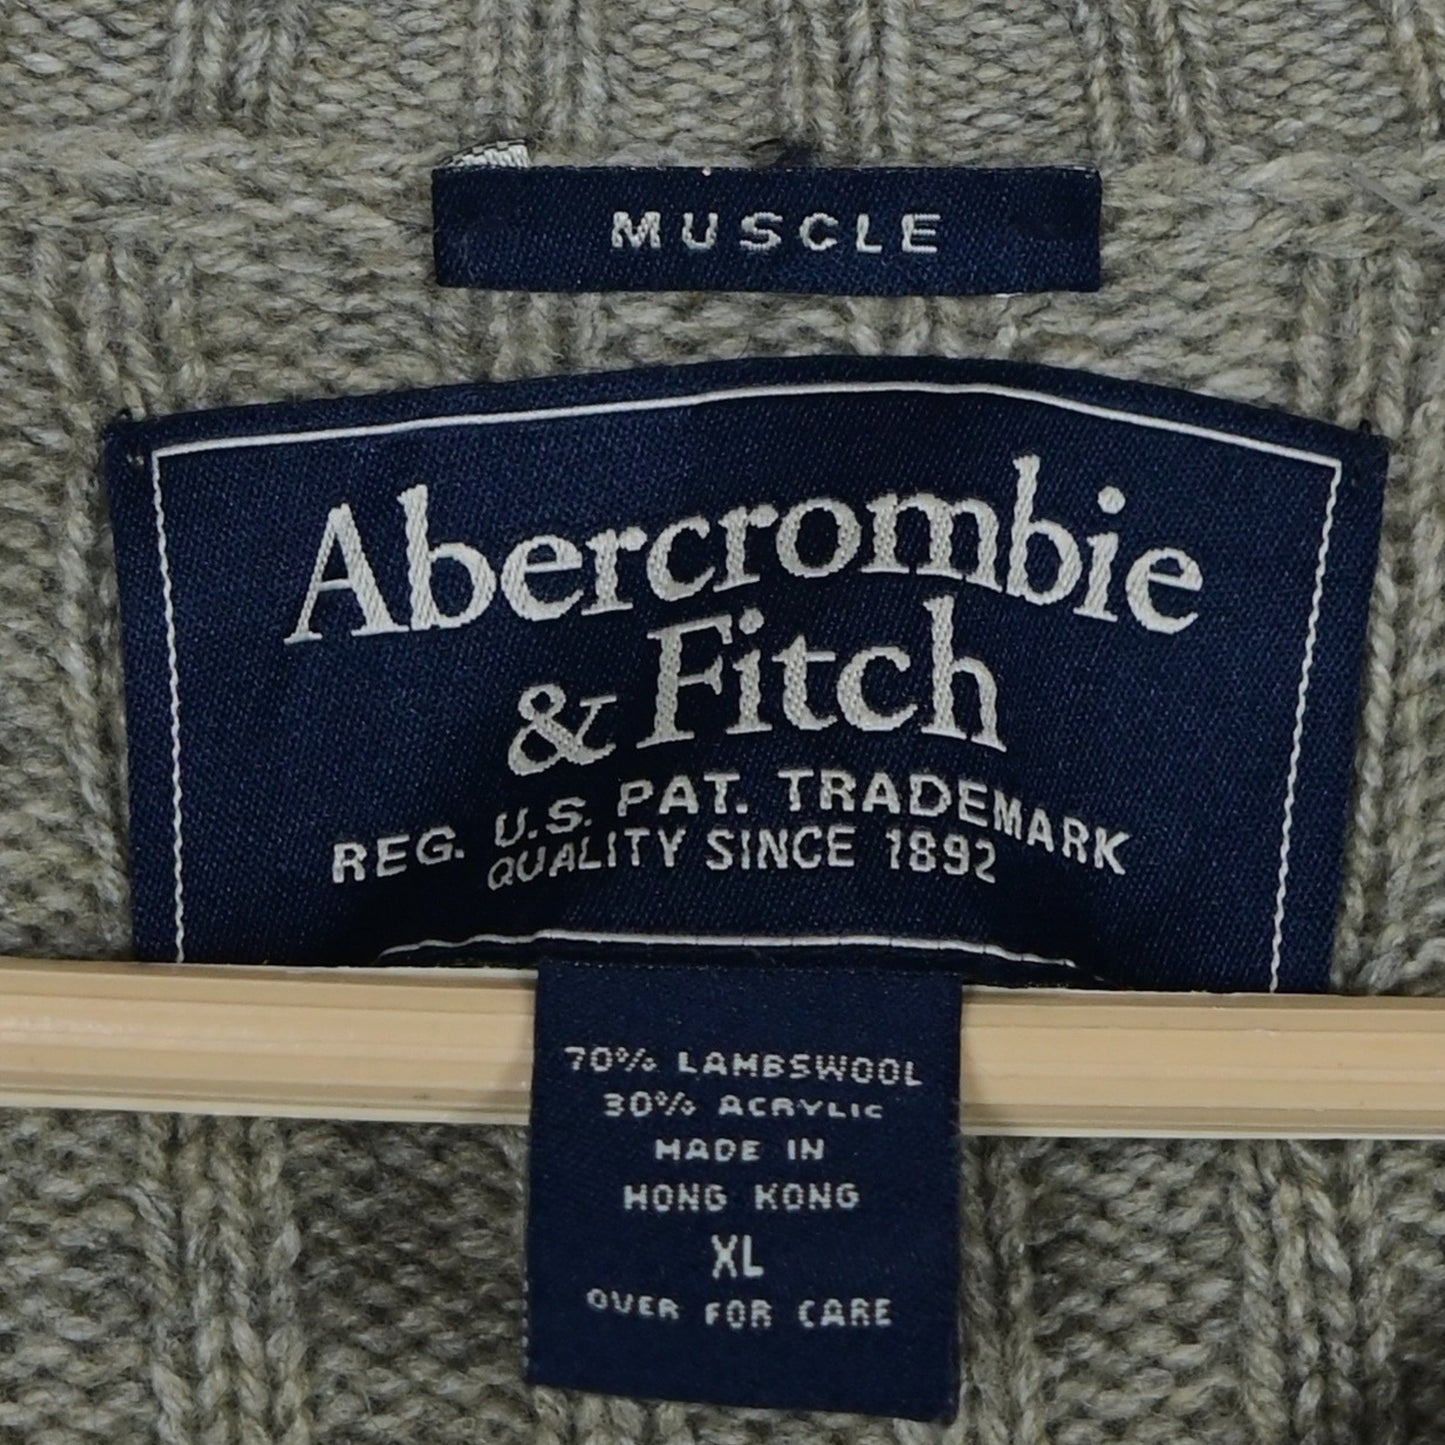 MUSCLE
Abercrombie
& Fitch
REG. U.S. PAT. TRADEMARK
QUALITY SINCE 1892
70% LAMBSWOOL
30% ACRYLIC
MADE IN
HONG KONG
XL
OVER FOR CARE